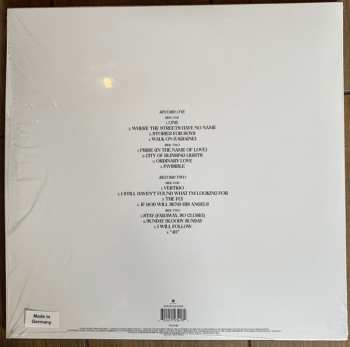 RECORD ONE
SIDE ONE
1. ONE
2. WHERE THE STREETS HAVE NO NAME
3. STORIES FOR BOYS
4. WALK ON (UKRAINE)
SIDE TWO
1. PRIDE (IN THE NAME OF LOVE)
2. CITY OF BLINDING LIGHTS
3. ORDINARY LOVE
4. INVISIBLE
RECORD TWO
SIDE ONE
1. VERTIGO
2. I STILL HAVEN'T FOUND WHAT I'M LOOKING FOR
3. THE FLY
4. IF GOD WILL SEND HIS ANGELS
SIDE TWO
1. STAY (FARAWAY, SO CLOSE!)
2. SUNDAY BLOODY SUNDAY
3. I WILL FOLLOW
4. "40"
Made in
Germany